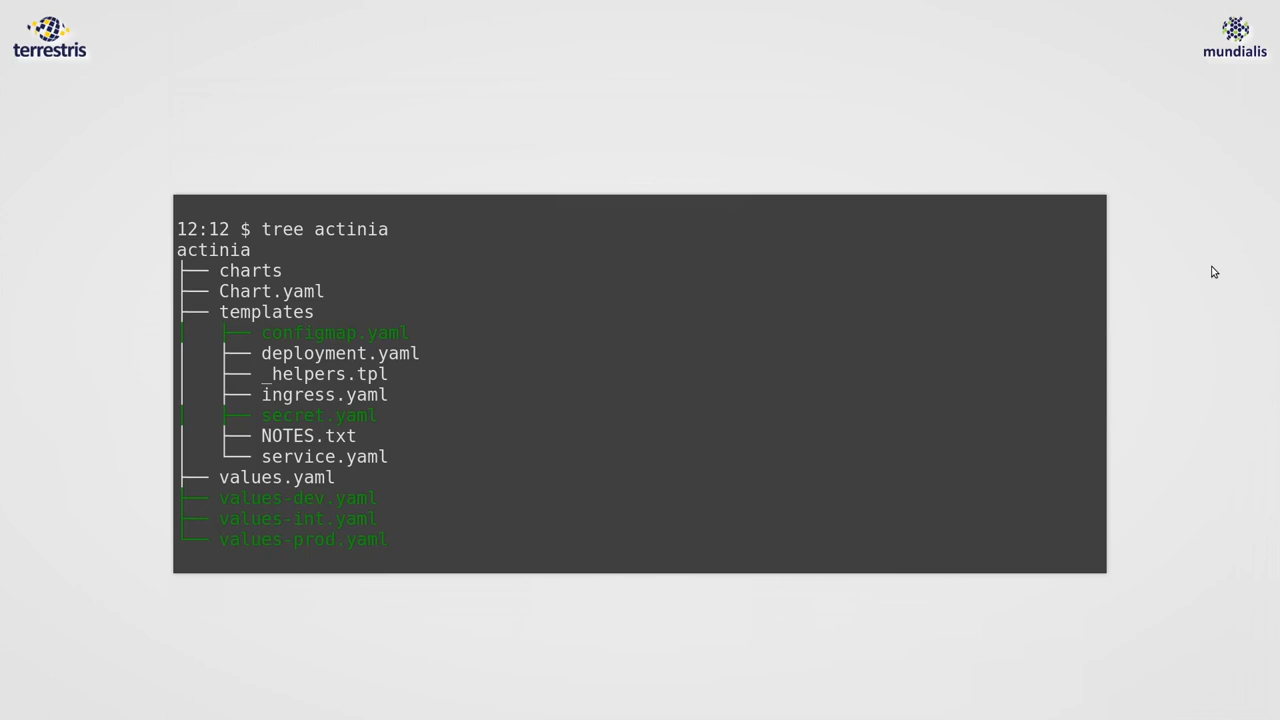 terrestris
mundialis
12:12 $ tree actinia
actinia
├── charts
├── Chart.yaml
├── templates
│   ├── configmap.yaml
│   ├── deployment.yaml
│   ├── _helpers.tpl
│   ├── ingress.yaml
│   ├── secret.yaml
│   ├── NOTES.txt
│   └── service.yaml
├── values.yaml
├── values-dev.yaml
├── values-int.yaml
└── values-prod.yaml